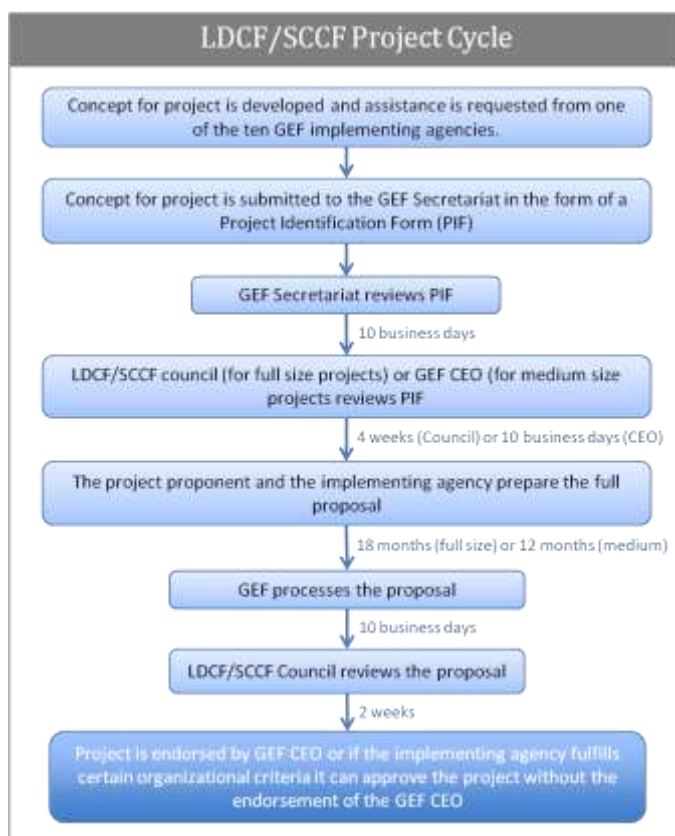 LDCF/SCCF Project Cycle
Concept for project is developed and assistance is requested from one
of the ten GEF implementing agencies.
Concept for project is submitted to the GEF Secretariat in the form of a
Project Identification Form (PIF)
GEF Secretariat reviews PIF
10 business days
LDCF/SCCF council (for full size projects) or GEF CEO (for medium size
projects reviews PIF
4 weeks (Council) or 10 business days (CEO)
The project proponent and the implementing agency prepare the full
proposal
18 months (full size) or 12 months (medium)
GEF processes the proposal
10 business days
LDCF/SCCF Council reviews the proposal
2 weeks
Project is endorsed by GEF CEO or if the implementing agency fulfills
certain organizational criteria it can approve the project without the
endorsement of the GEF CEO